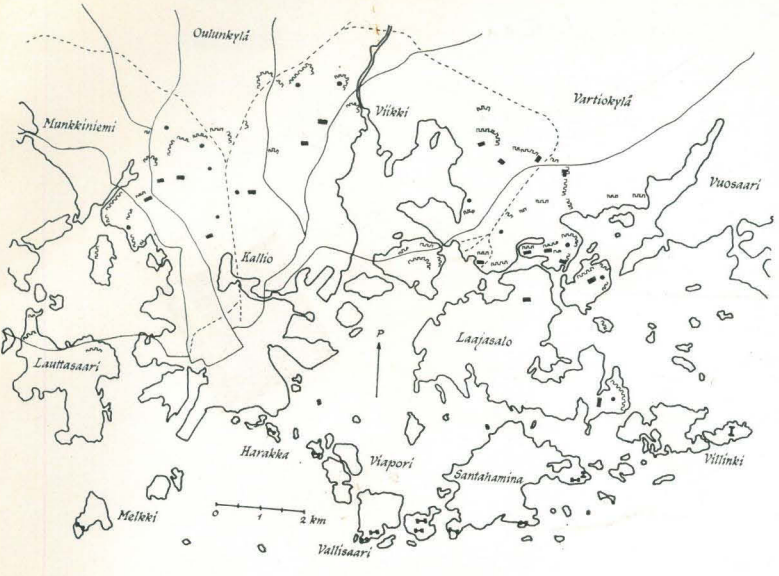 Oulunkylä
Munkkiniemi
Viikki
Vartiokylä
Vuosaari
Kallio
P
Laajasalo
Lauttasaari
Harakka
Viapori
Santahamina
Villinki
Melkki
0 1 2 km
Vallisaari